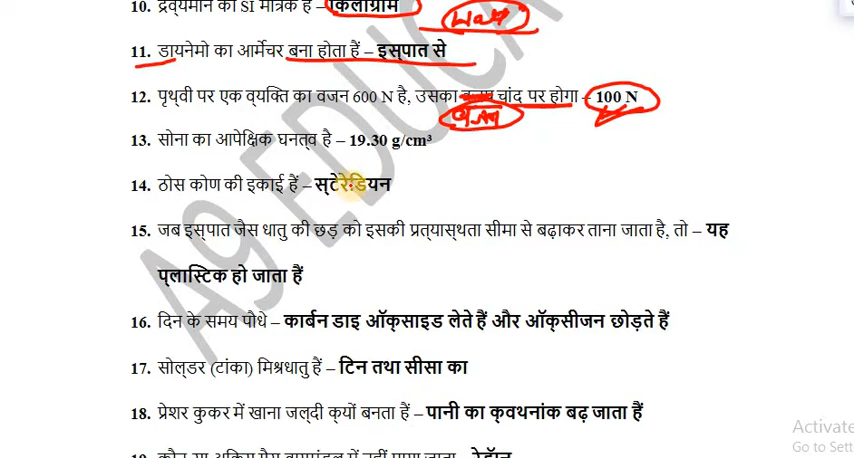 10. द्रव्यमान का SI मात्रक है – किलोग्राम
11. डायनेमो का आर्मेचर बना होता हैं – इस्पात से
12. पृथ्वी पर एक व्यक्ति का वजन 600 N है, उसका वजन चांद पर होगा – 100 N
13. सोना का आपेक्षिक घनत्व है – 19.30 g/cm³
14. ठोस कोण की इकाई हैं – स्टेरेडियन
15. जब इस्पात जैस धातु की छड़ को इसकी प्रत्यास्थता सीमा से बढ़ाकर ताना जाता है, तो – यह
प्लास्टिक हो जाता हैं
16. दिन के समय पौधे – कार्बन डाइ ऑक्साइड लेते हैं और ऑक्सीजन छोड़ते हैं
17. सोल्डर (टांका) मिश्रधातु हैं – टिन तथा सीसा का
18. प्रेशर कुकर में खाना जल्दी क्यों बनता हैं – पानी का क्वथनांक बढ़ जाता हैं
A9 EDUCA
Activate
Go to Sett